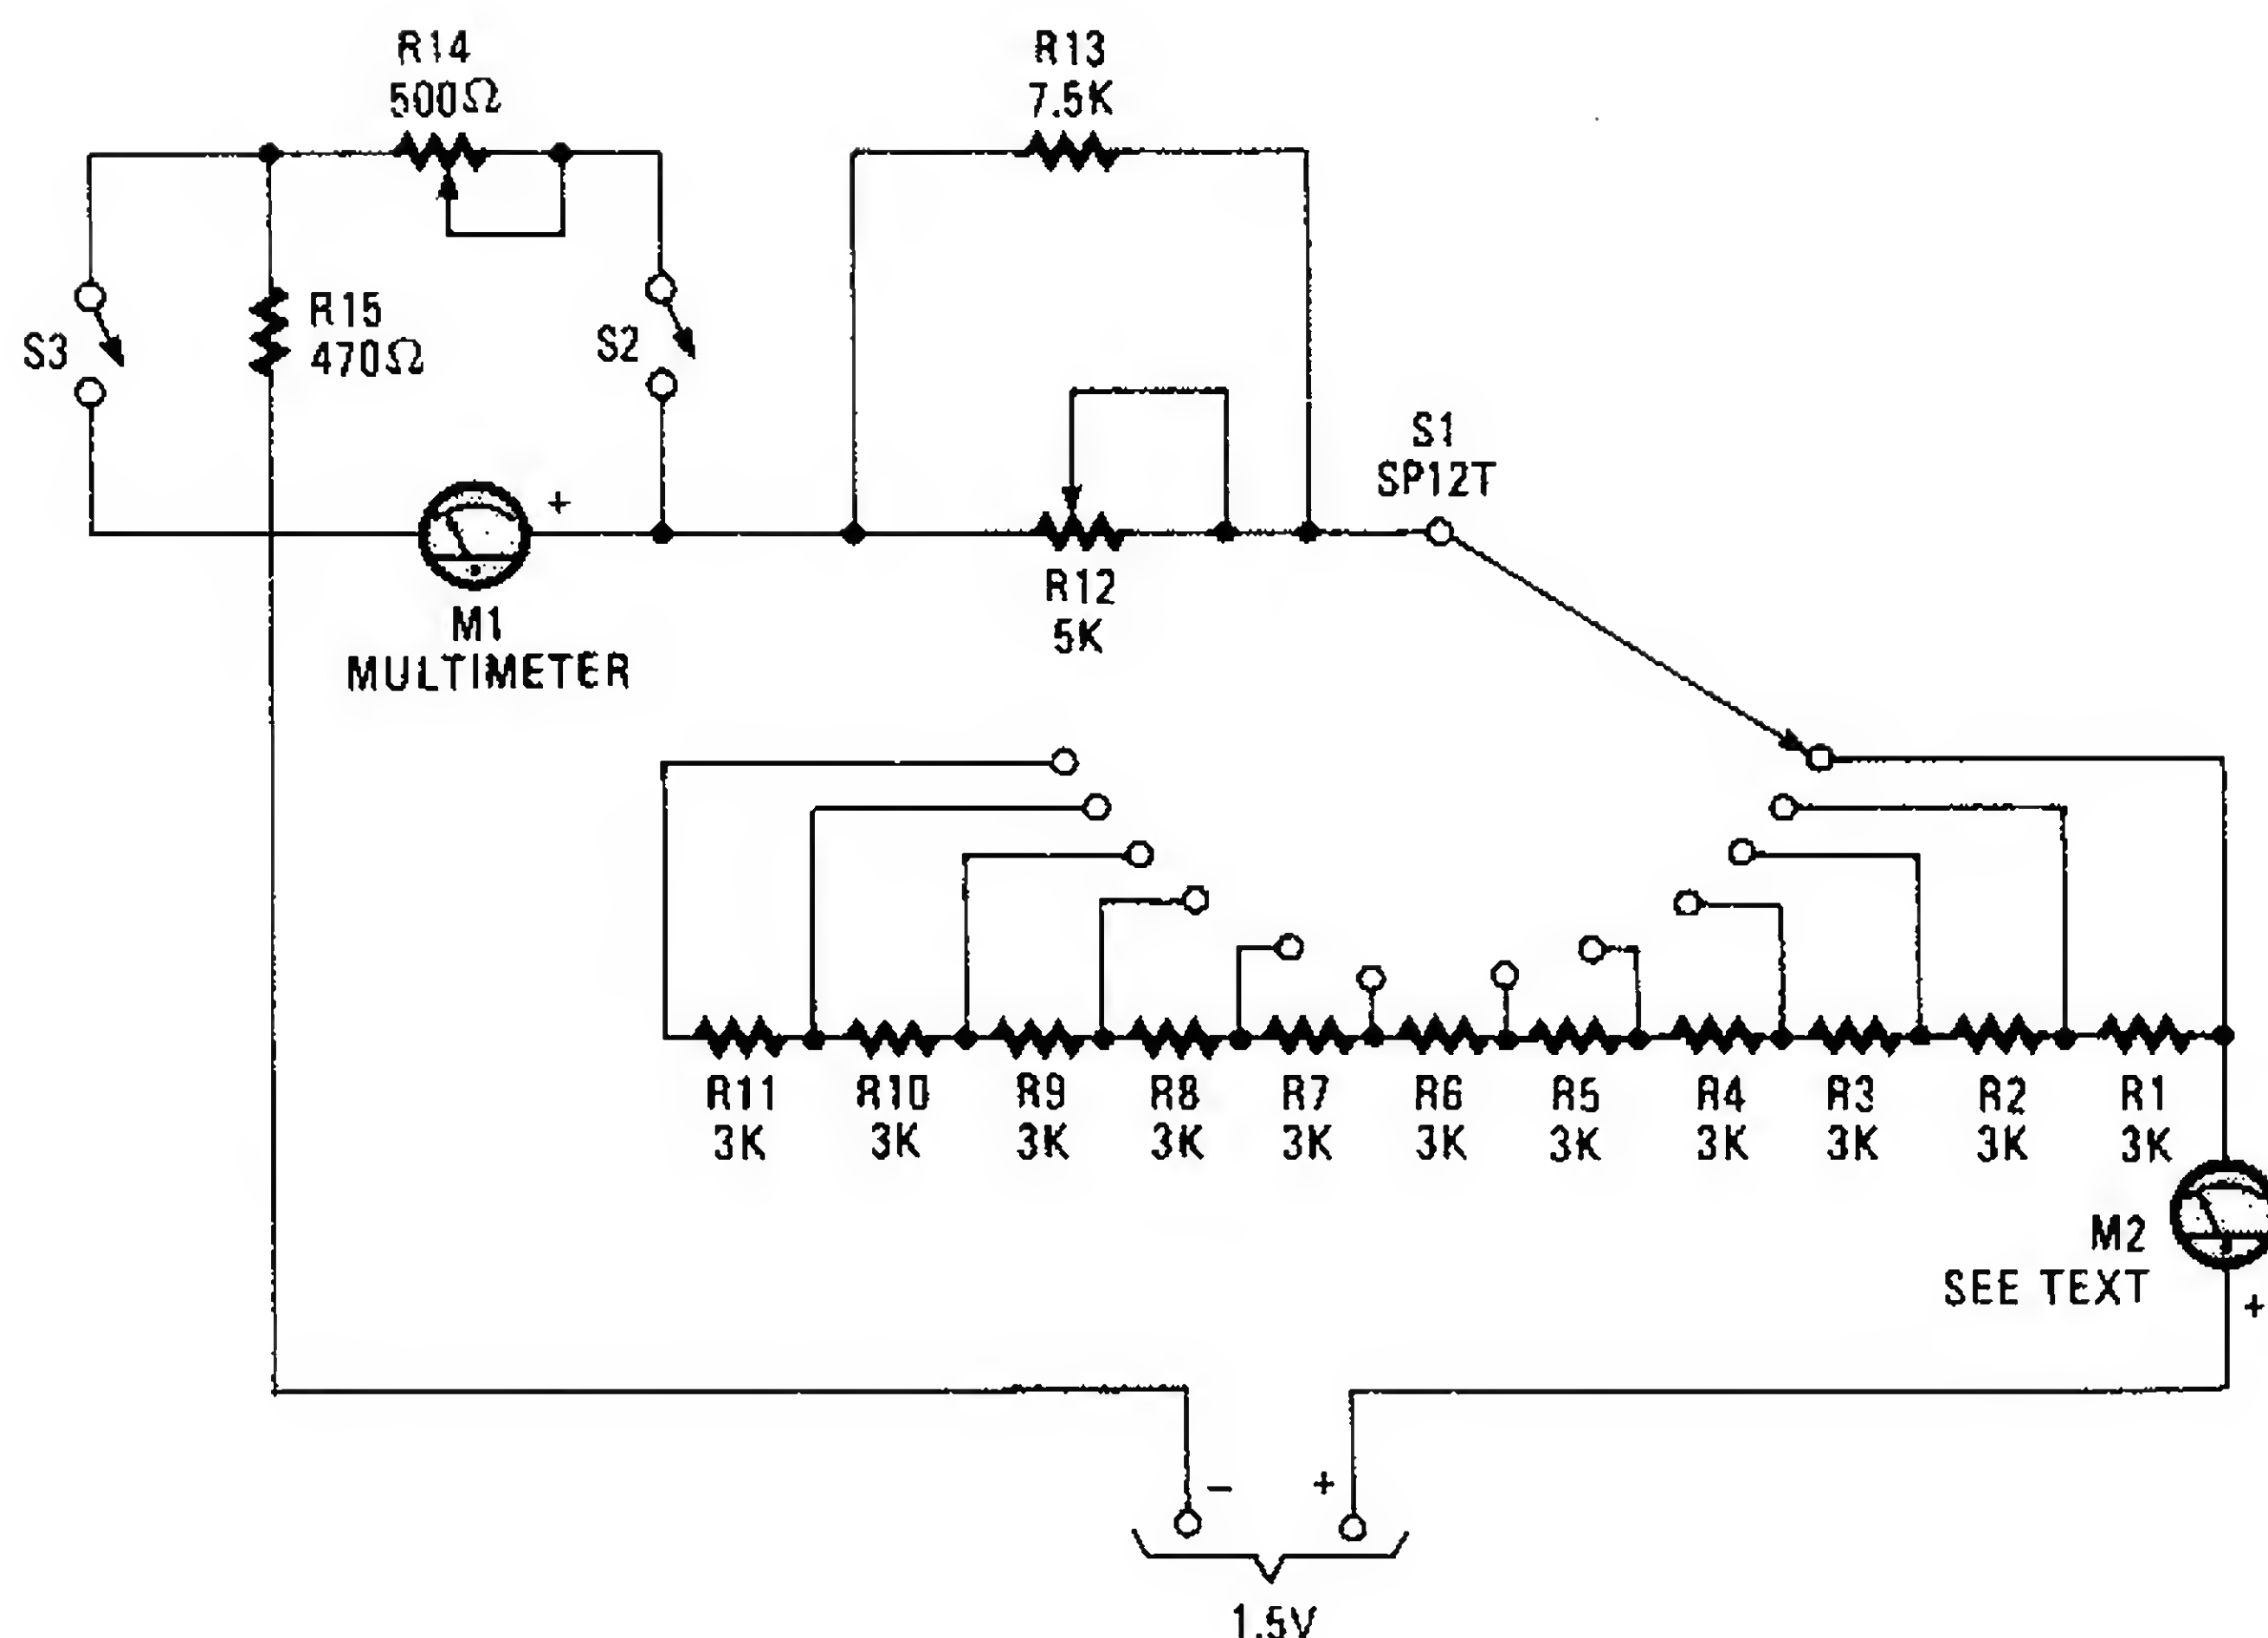 R14
500Ω
R13
7.5K
R15
470Ω
S3
S2
+
S1
SP12T
M1
MULTIMETER
R12
5K
R11
3K
R10
3K
R9
3K
R8
3K
R7
3K
R6
3K
R5
3K
R4
3K
R3
3K
R2
3K
R1
3K
M2
SEE TEXT
+
−
+
1.5V